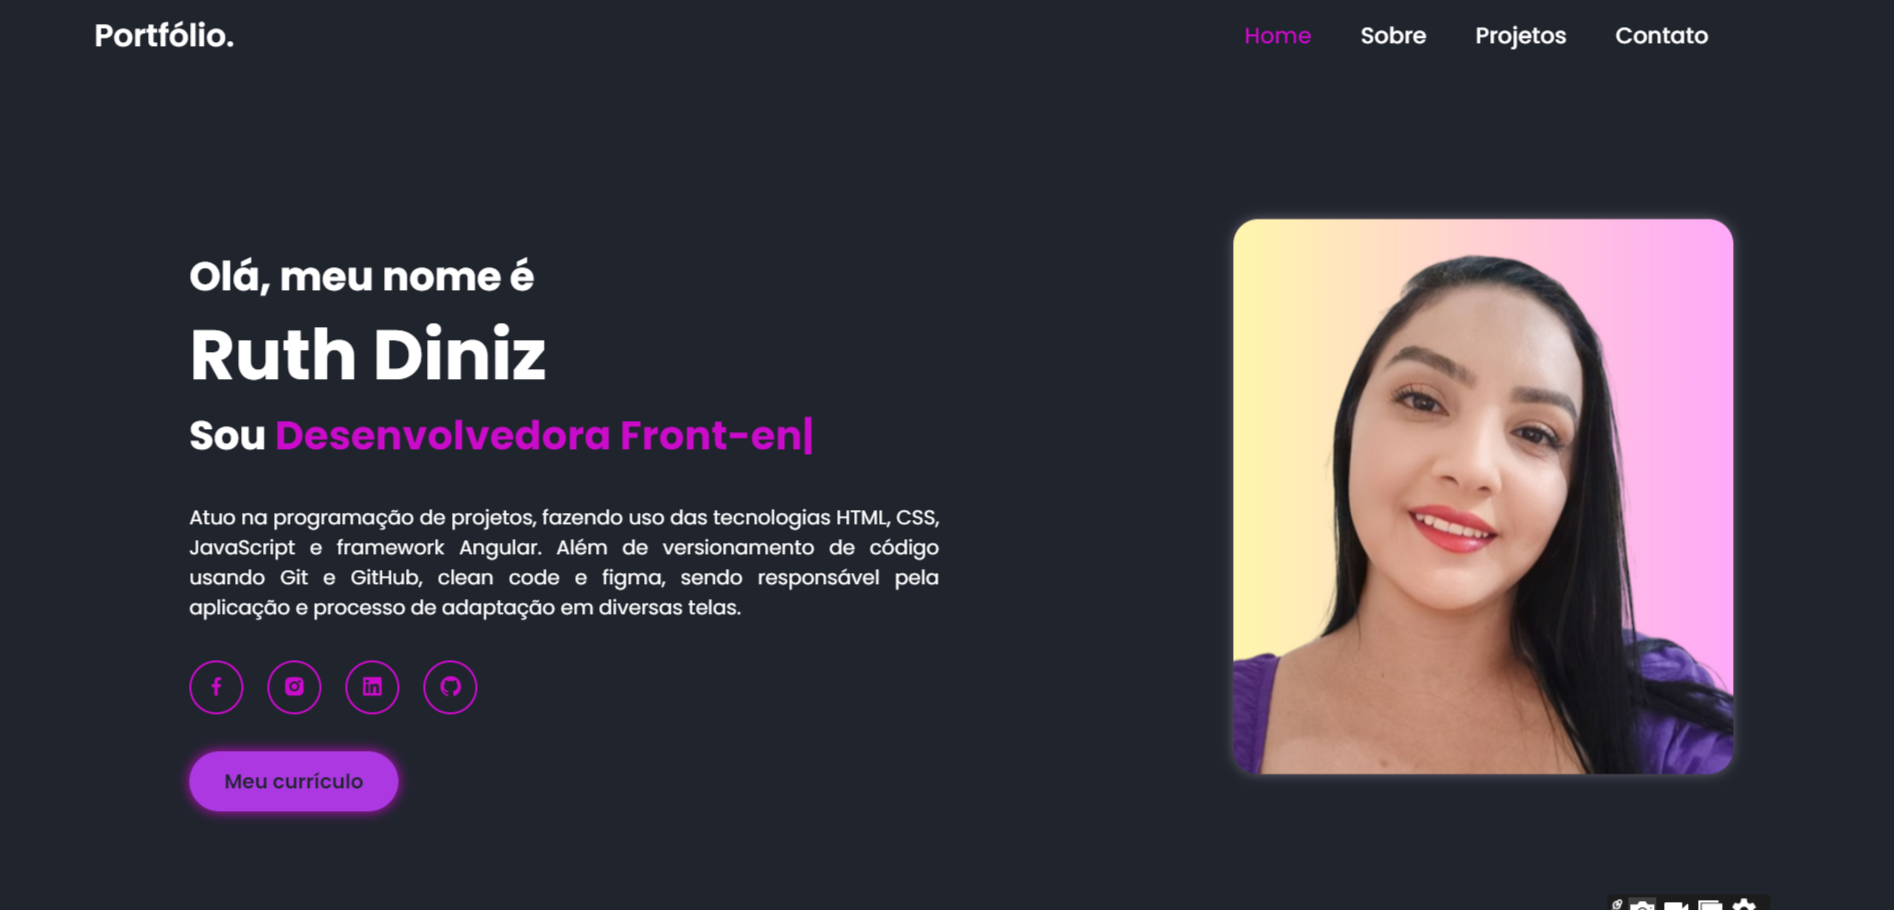 Portfólio.
Home Sobre Projetos Contato
Olá, meu nome é
Ruth Diniz
Sou Desenvolvedora Front-en|
Atuo na programação de projetos, fazendo uso das tecnologias HTML, CSS,
JavaScript e framework Angular. Além de versionamento de código
usando Git e GitHub, clean code e figma, sendo responsável pela
aplicação e processo de adaptação em diversas telas.
Meu currículo